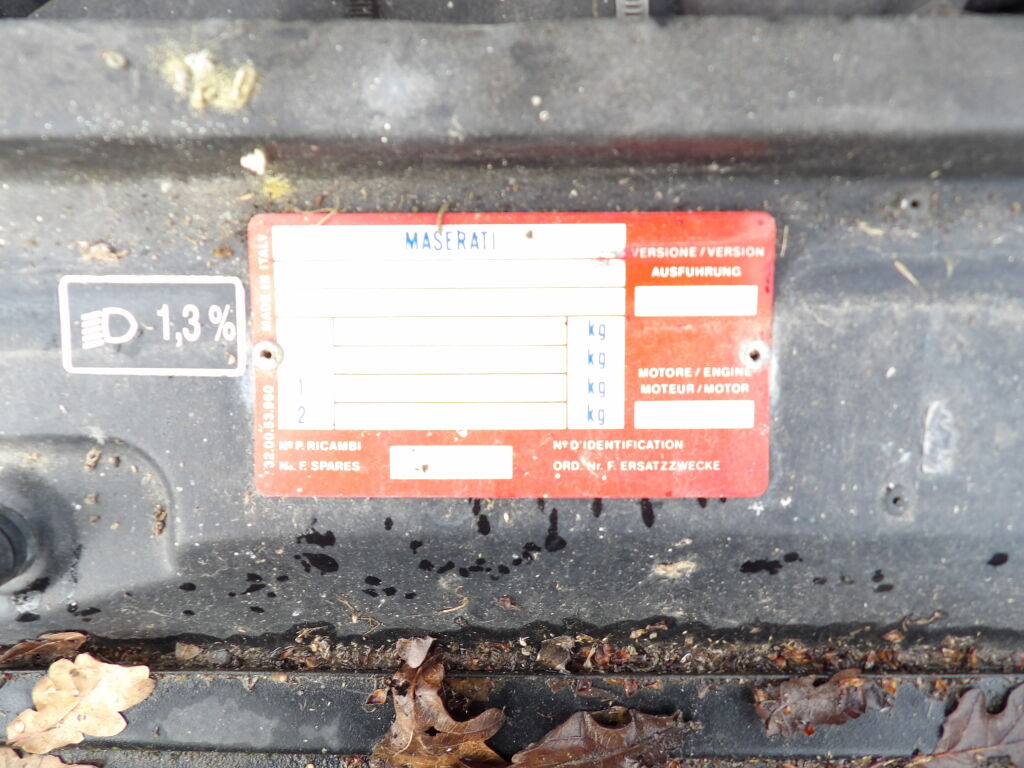 MASERATI
MADE IN ITALY
VERSIONE/VERSION
AUSFUHRUNG
-1,3%
kg
kg
1 kg
2 kg
MOTORE/ENGINE
MOTEUR/MOTOR
32.00.53.960
Nº P. RICAMBI
No. F. SPARES
Nº D'IDENTIFICATION
ORD. Nr. F. ERSATZZWECKE